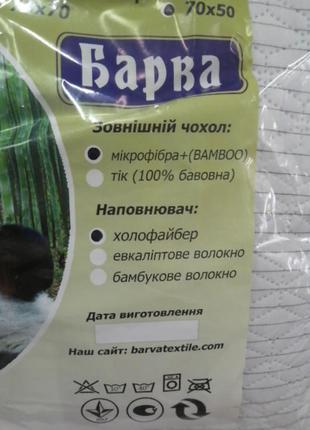 70x50
Барва
Зовнішній чохол:
мікрофібра+(BAMBOO)
тік (100% бавовна)
Наповнювач:
холофайбер
евкаліптове волокно
бамбукове волокно
Дата виготовлення
Наш сайт: barvatextile.com